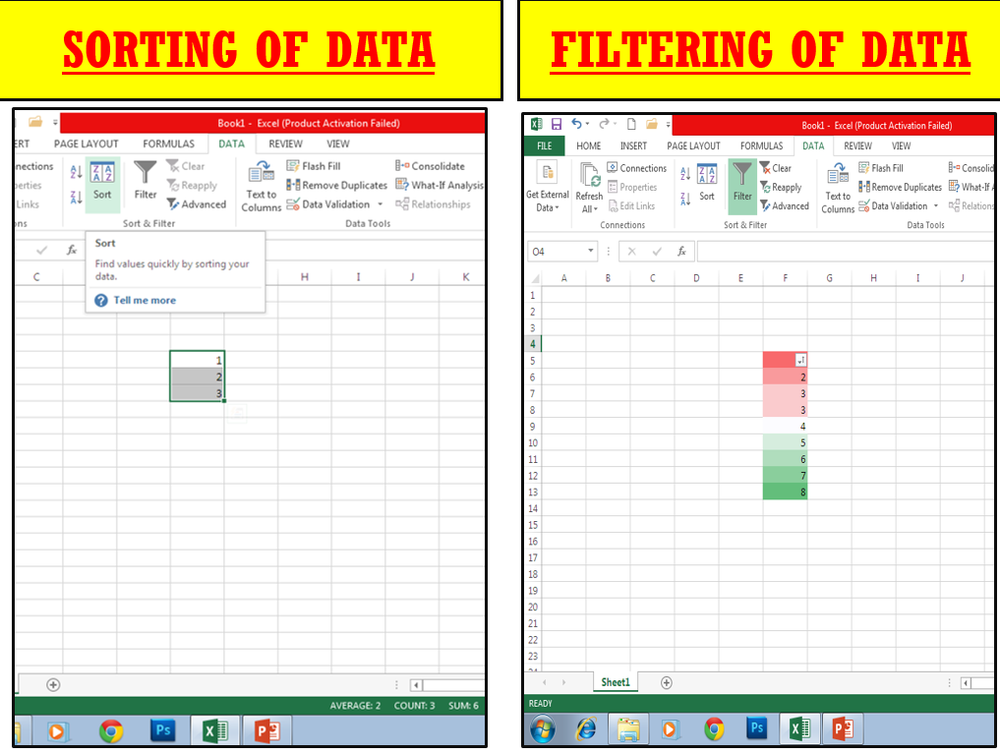 SORTING OF DATA
Book1 - Excel (Product Activation Failed)
ERT PAGE LAYOUT FORMULAS DATA REVIEW VIEW
nnections Clear Flash Fill Consolidate
perties Sort Filter Reapply Text to Remove Duplicates What-If Analysis
Links Advanced Columns Data Validation Relationships
ns Sort & Filter Data Tools
fx
Sort
Find values quickly by sorting your
data.
Tell me more
C H I J K
1
2
3
AVERAGE: 2 COUNT: 3 SUM: 6
Ps
FILTERING OF DATA
Book1 - Excel (Product Activation Failed)
FILE HOME INSERT PAGE LAYOUT FORMULAS DATA REVIEW VIEW
Get External Refresh Connections Sort Filter Clear Text to Flash Fill Consolid
Data All Properties Reapply Columns Remove Duplicates What-If
Edit Links Advanced Data Validation Relation
Connections Sort & Filter Data Tools
O4 fx
A B C D E F G H I J
1
2
3
4
5
6 2
7 3
8 3
9 4
10 5
11 6
12 7
13 8
14
15
16
17
18
19
20
21
22
23
Sheet1
READY
Ps